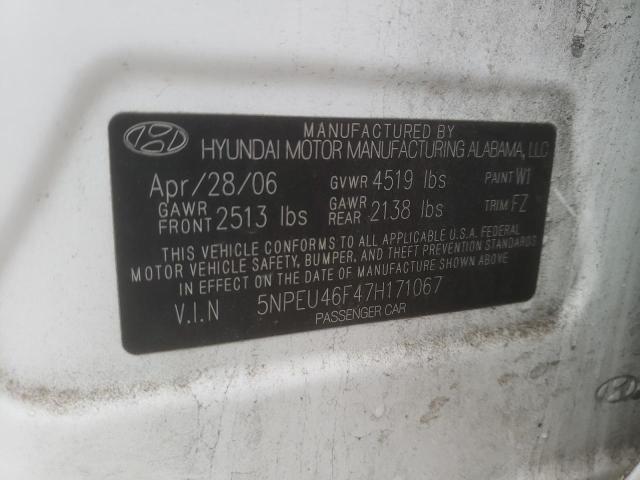 MANUFACTURED BY
HYUNDAI MOTOR MANUFACTURING ALABAMA, LLC
Apr/28/06 GVWR 4519 lbs PAINT W1
GAWR FRONT 2513 lbs GAWR REAR 2138 lbs TRIM FZ
THIS VEHICLE CONFORMS TO ALL APPLICABLE U.S.A. FEDERAL
MOTOR VEHICLE SAFETY, BUMPER, AND THEFT PREVENTION STANDARDS
IN EFFECT ON THE DATE OF MANUFACTURE SHOWN ABOVE.
V.I.N 5NPEU46F47H171067
PASSENGER CAR